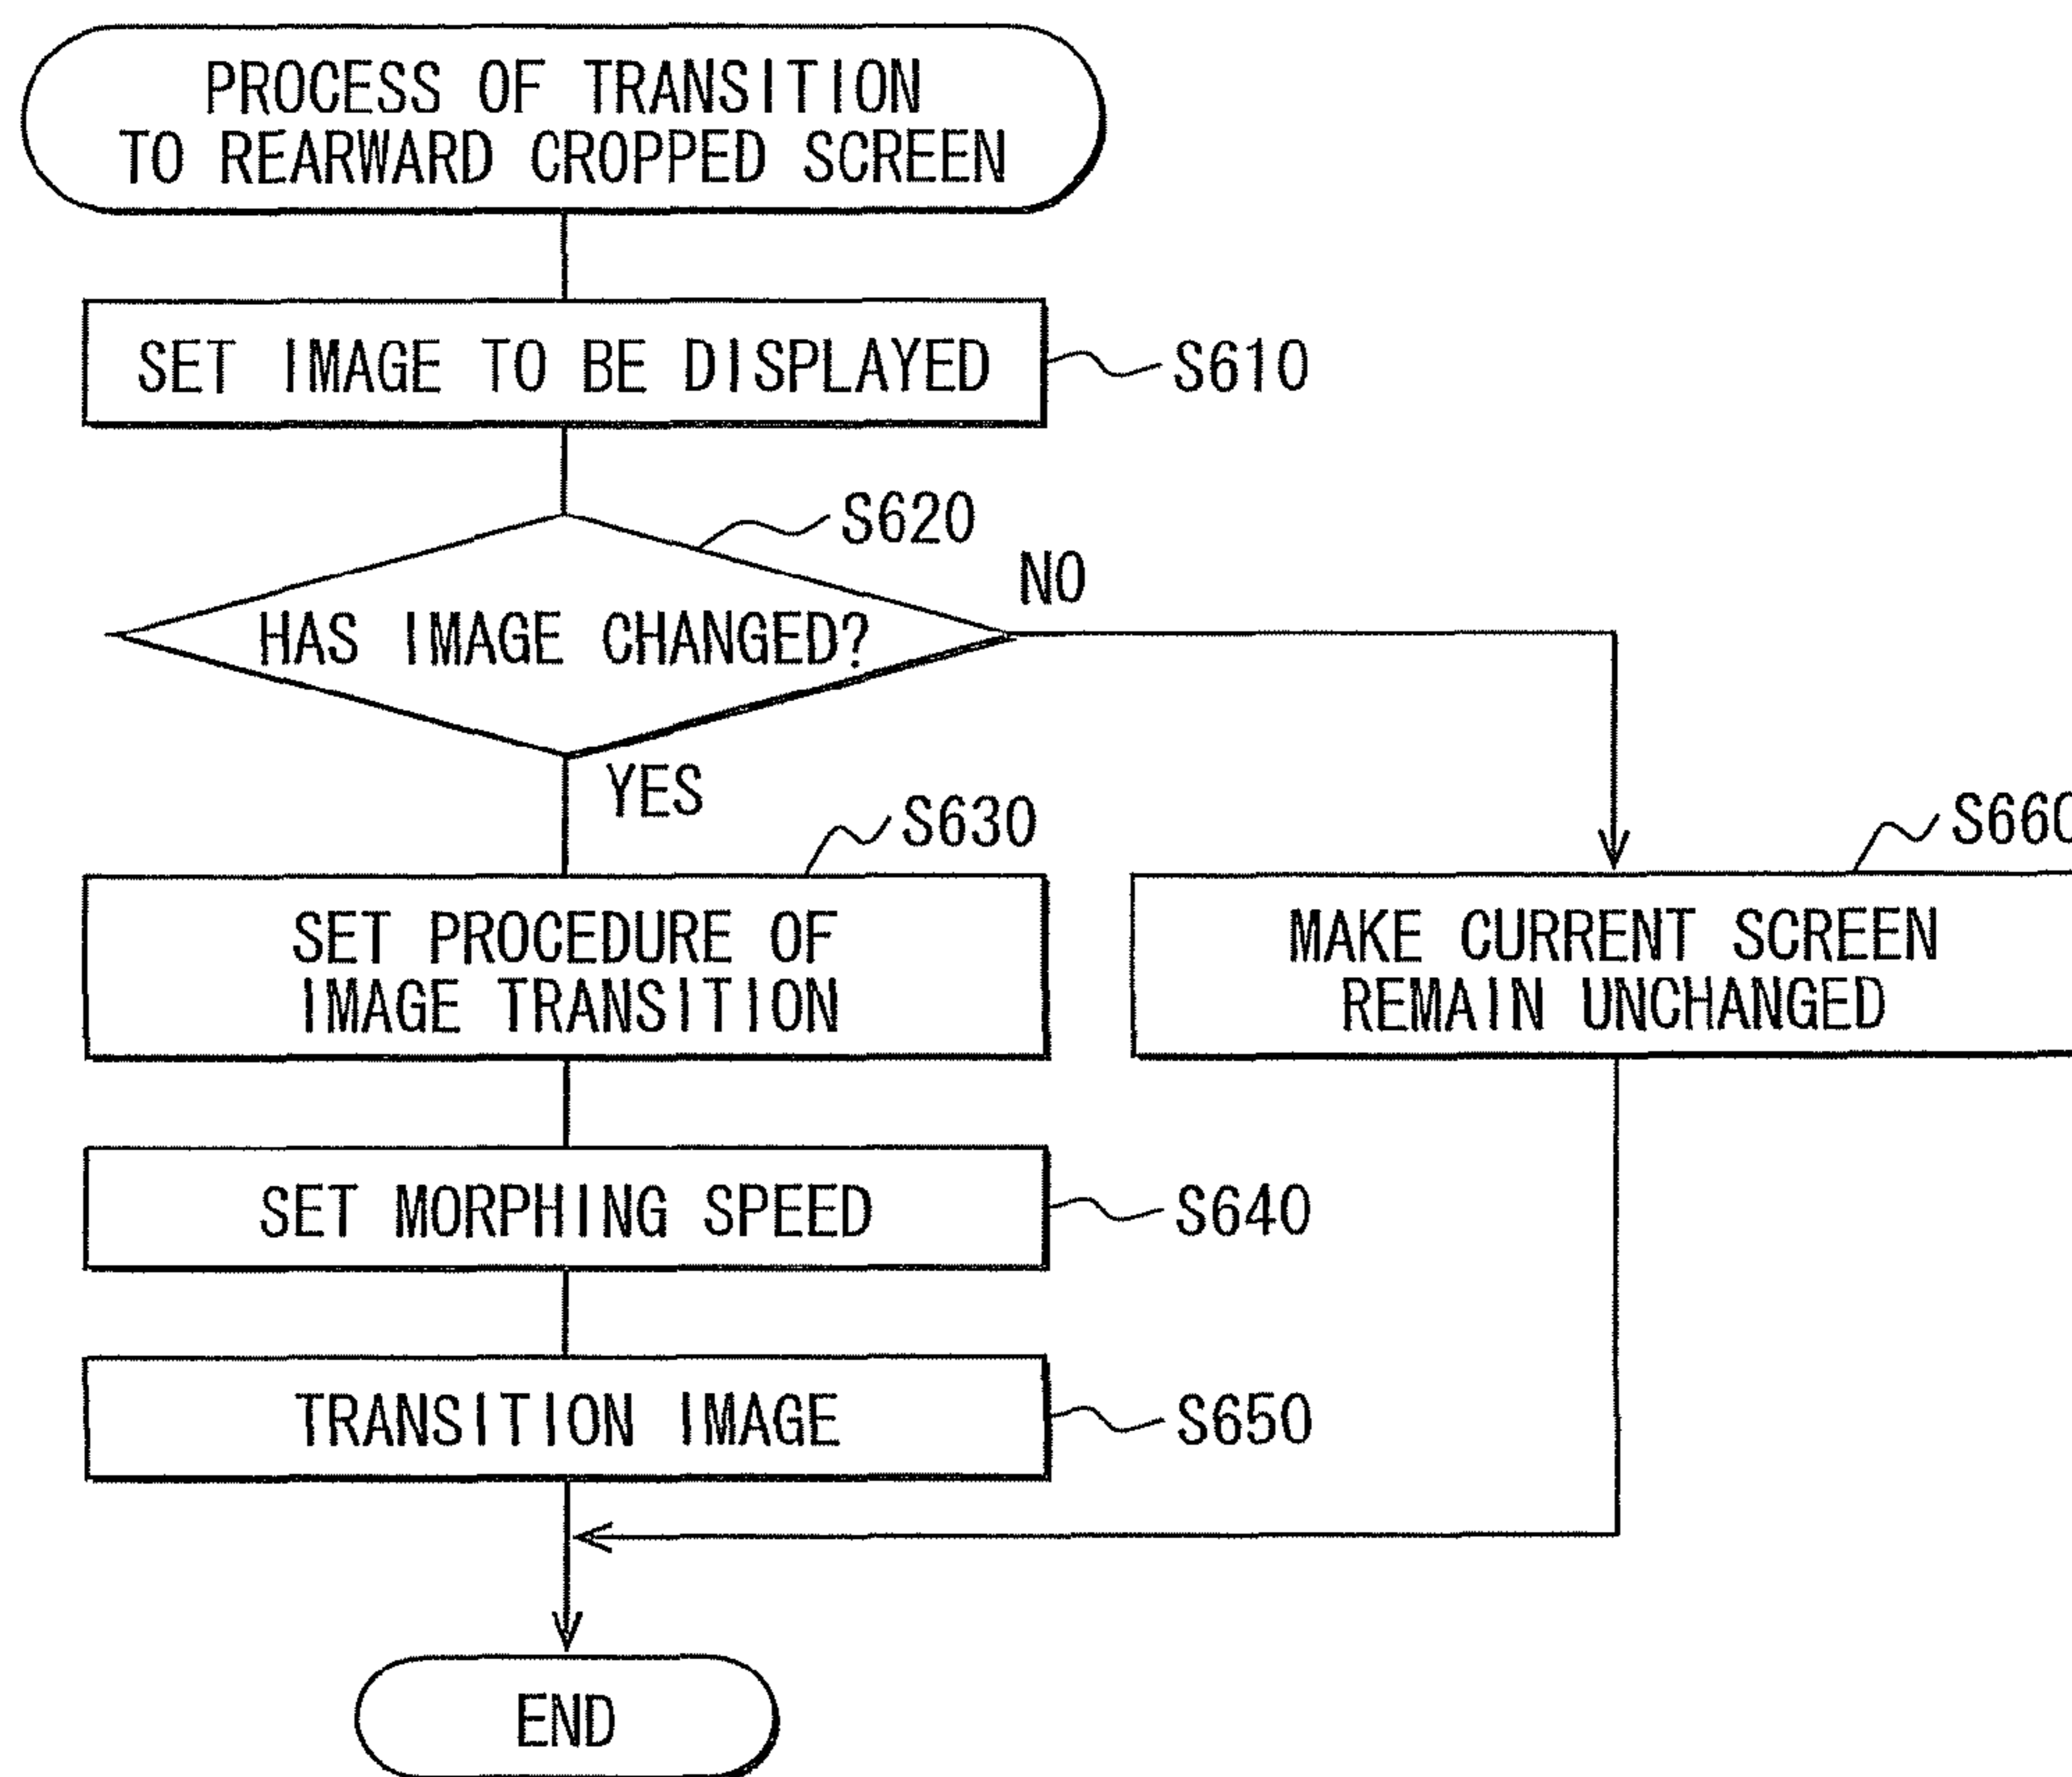 PROCESS OF TRANSITION
TO REARWARD CROPPED SCREEN
SET IMAGE TO BE DISPLAYED
S610
S620
HAS IMAGE CHANGED?
NO
YES
S630
SET PROCEDURE OF
IMAGE TRANSITION
S660
MAKE CURRENT SCREEN
REMAIN UNCHANGED
SET MORPHING SPEED
S640
TRANSITION IMAGE
S650
END